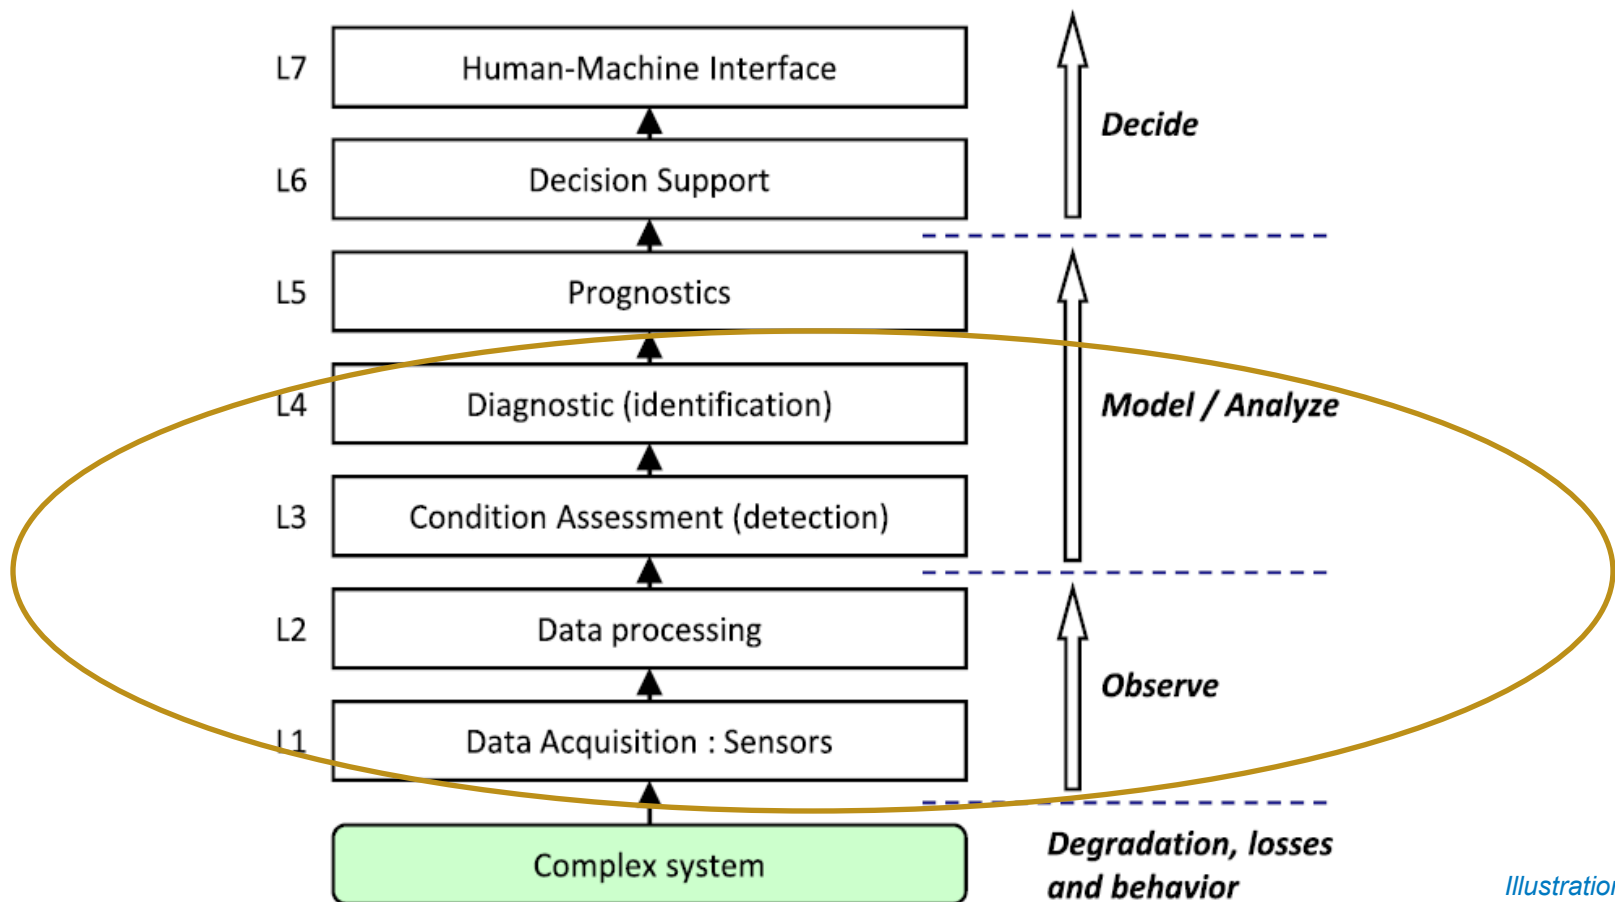 L7 Human-Machine Interface
Decide
L6 Decision Support
L5 Prognostics
L4 Diagnostic (identification)
Model / Analyze
L3 Condition Assessment (detection)
L2 Data processing
Observe
L1 Data Acquisition : Sensors
Complex system
Degradation, losses
and behavior
Illustration